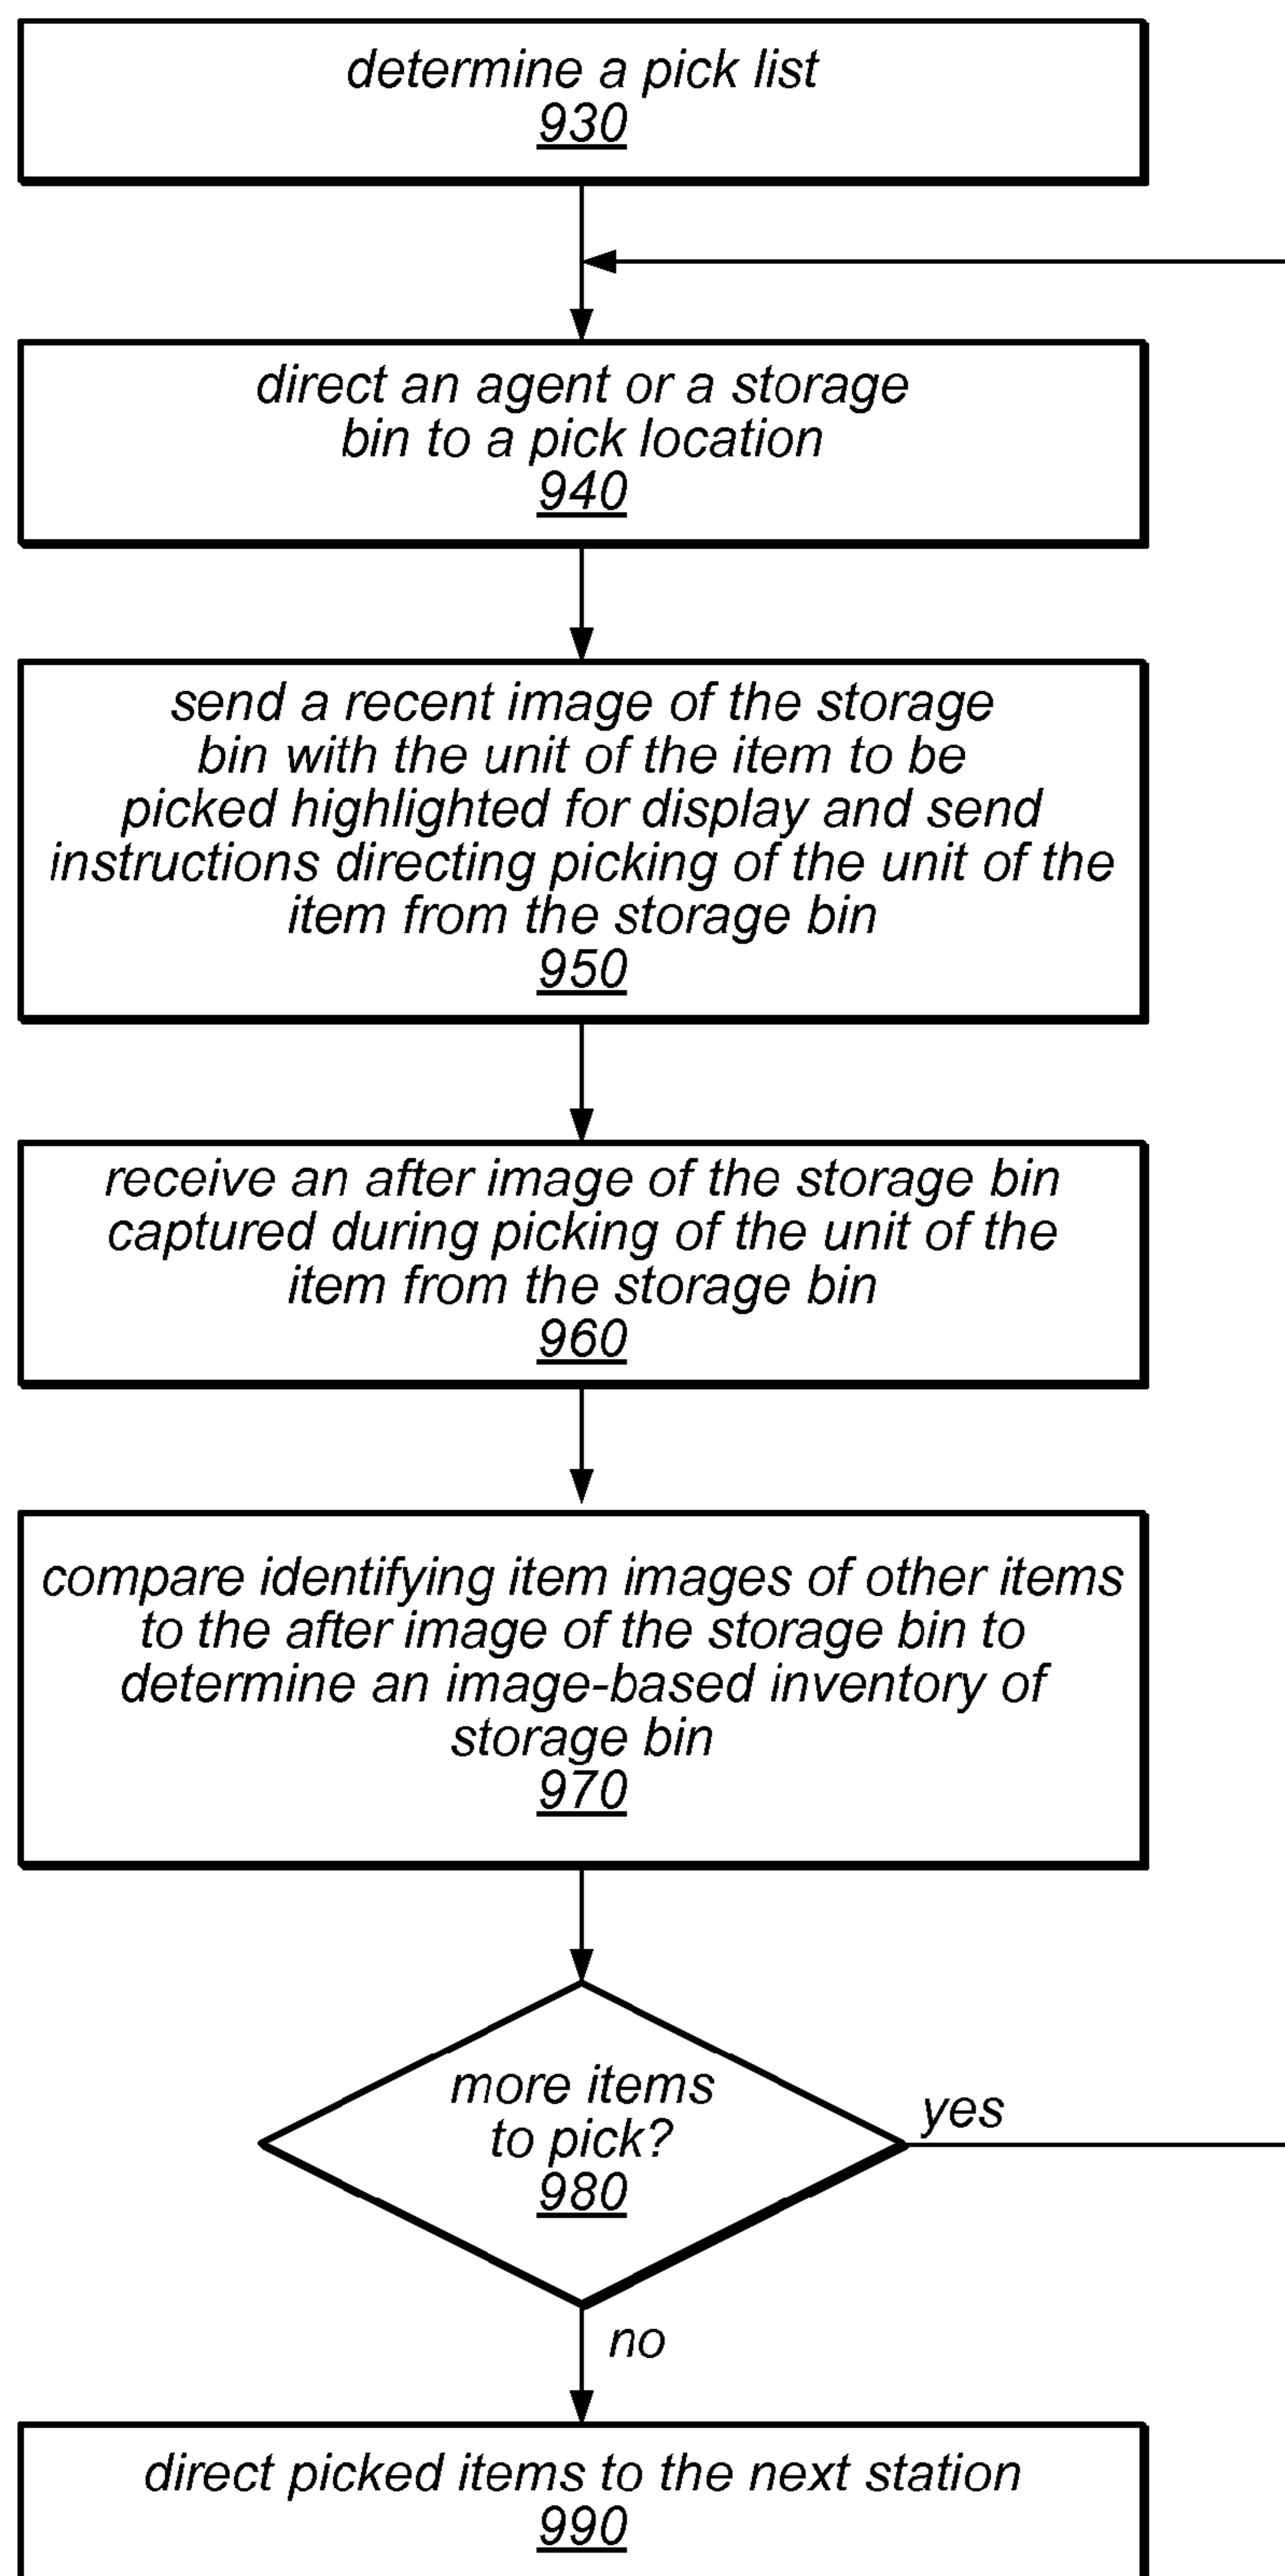 determine a pick list
930
direct an agent or a storage
bin to a pick location
940
send a recent image of the storage
bin with the unit of the item to be
picked highlighted for display and send
instructions directing picking of the unit of the
item from the storage bin
950
receive an after image of the storage bin
captured during picking of the unit of the
item from the storage bin
960
compare identifying item images of other items
to the after image of the storage bin to
determine an image-based inventory of
storage bin
970
more items
to pick?
980
yes
no
direct picked items to the next station
990